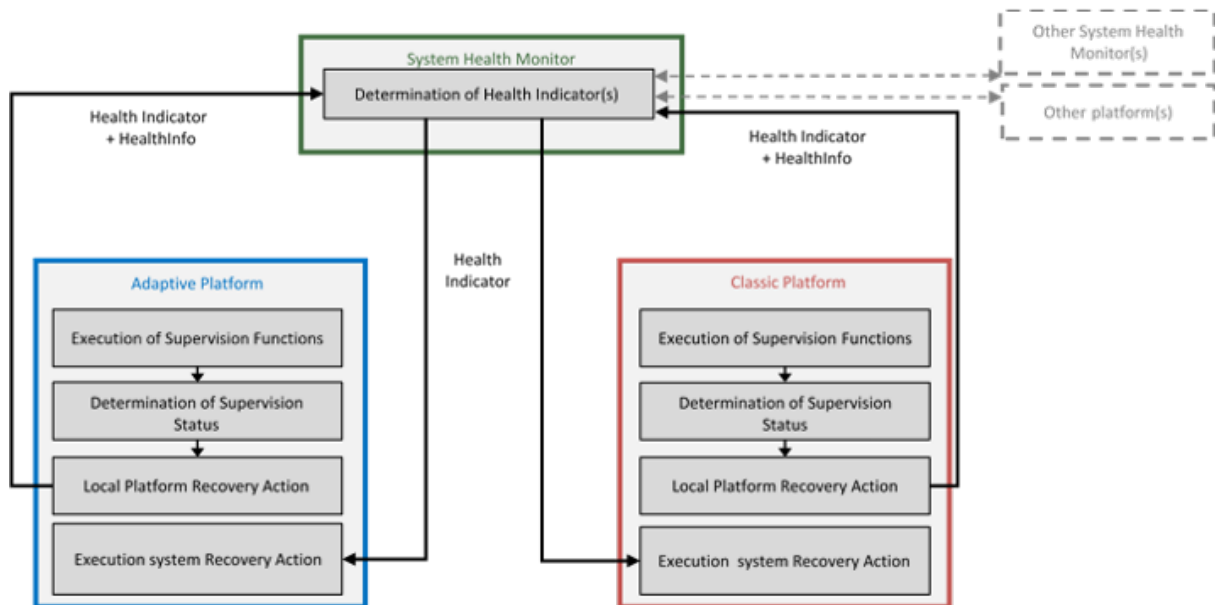 Other System Health
Monitor(s)
System Health Monitor
Determination of Health Indicator(s)
Other platform(s)
Health Indicator
+ HealthInfo
Health Indicator
+ HealthInfo
Health
Indicator
Adaptive Platform
Execution of Supervision Functions
Determination of Supervision
Status
Local Platform Recovery Action
Execution system Recovery Action
Classic Platform
Execution of Supervision Functions
Determination of Supervision
Status
Local Platform Recovery Action
Execution system Recovery Action